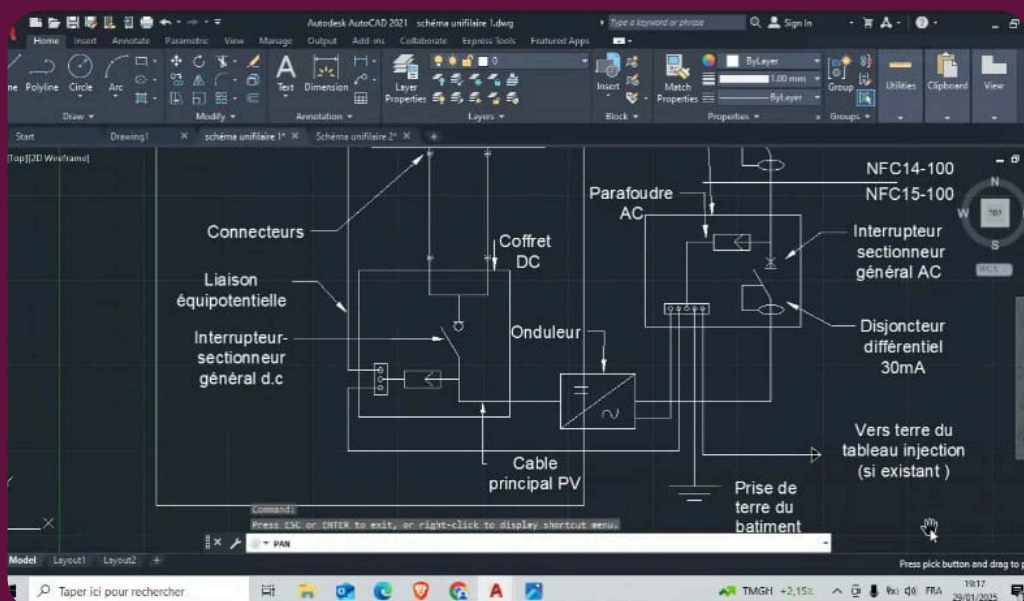 Autodesk AutoCAD 2021 schéma unifilaire 1.dwg
Type a keyword or phrase
Sign In
Home Insert Annotate Parametric View Manage Output Add-ins Collaborate Express Tools Featured Apps
Polyline Circle Arc
Text Dimension
Layer
Properties
0
Insert
Match
Properties
ByLayer
1.00 mm
ByLayer
Group
Utilities
Clipboard
View
Draw Modify Annotation Layers Block Properties Groups
Start Drawing1 schéma unifilaire 1* Schéma unifilaire 2*
[Top][2D Wireframe]
NFC14-100
NFC15-100
N
W
TOP
S
WCS
Parafoudre
AC
Connecteurs
Coffret
DC
Interrupteur
sectionneur
général AC
Liaison
équipotentielle
Interrupteur-
sectionneur
général d.c
Onduleur
Disjoncteur
différentiel
30mA
Vers terre du
tableau injection
(si existant )
Cable
principal PV
Prise de
terre du
batiment
Command:
Press ESC or ENTER to exit, or right-click to display shortcut menu.
PAN
Model Layout1 Layout2
Press pick button and drag to p
Taper ici pour rechercher
TMGH +2,15%
FRA
19:17
29/01/2025